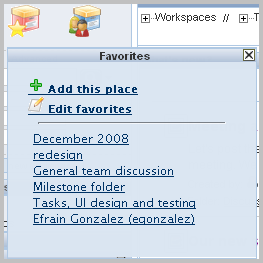 Workspaces // T
Favorites
Add this place
Edit favorites
December 2008
redesign
General team discussion
Milestone folder
Tasks, UI design and testing
Efrain Gonzalez (egonzalez)